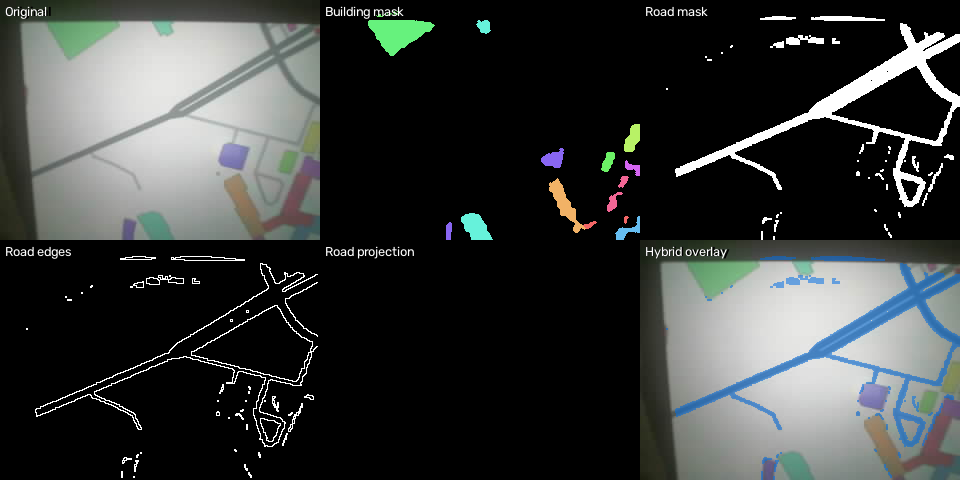 Original
Building mask
Road mask
Road edges
Road projection
Hybrid overlay